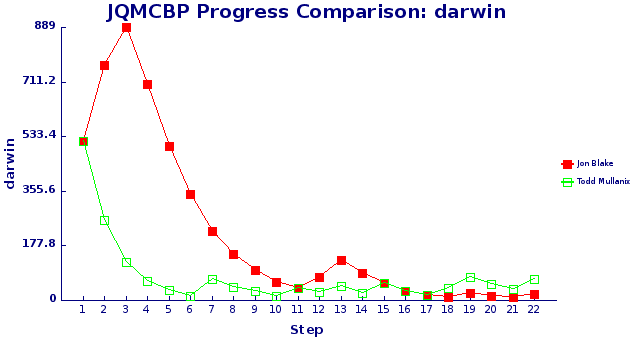 JQMCBP Progress Comparison: darwin
889
711.2
533.4
355.6
177.8
0
darwin
1 2 3 4 5 6 7 8 9 10 11 12 13 14 15 16 17 18 19 20 21 22
Step
Jon Blake
Todd Mullanix